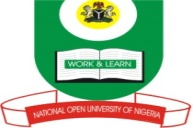 WORK & LEARN
NATIONAL OPEN UNIVERSITY OF NIGERIA